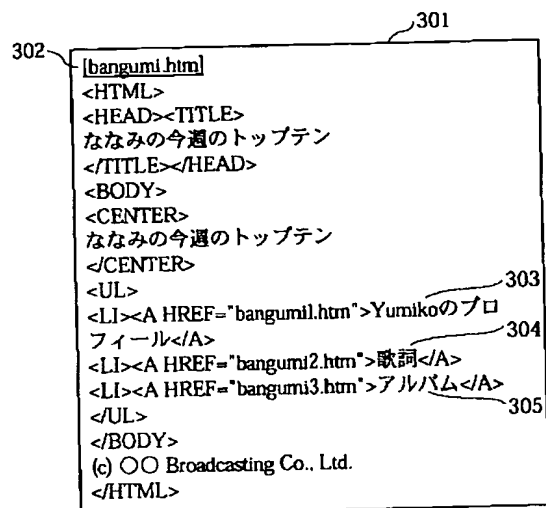 301
302
[bangumi.htm]
<HTML>
<HEAD><TITLE>
ななみの今週のトップテン
</TITLE></HEAD>
<BODY>
<CENTER>
ななみの今週のトップテン
</CENTER>
<UL>
303
<LI><A HREF="bangumi1.htm">Yumikoのプロ
フィール</A>
304
<LI><A HREF="bangumi2.htm">歌詞</A>
<LI><A HREF="bangumi3.htm">アルバム</A>
305
</UL>
</BODY>
(c) 〇〇 Broadcasting Co., Ltd.
</HTML>